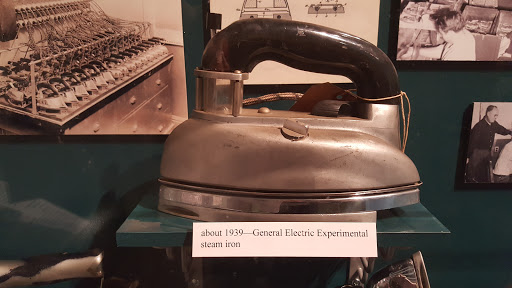 about 1939—General Electric Experimental
steam iron